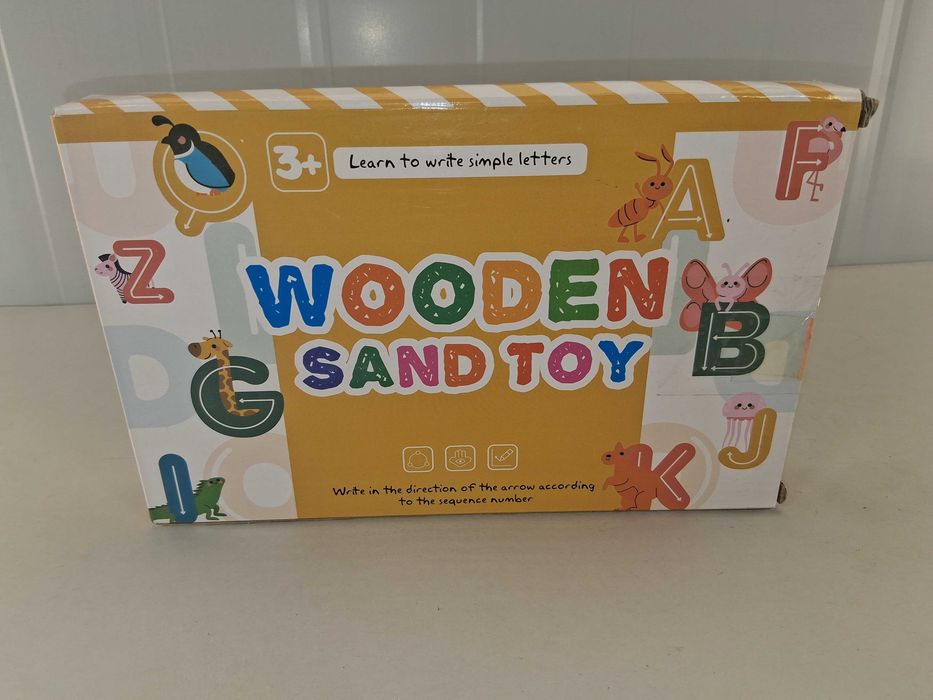 3+
Learn to write simple letters
Q
A
F
Z
WOODEN
B
SAND TOY
G
J
I
K
Write in the direction of the arrow according
to the sequence number